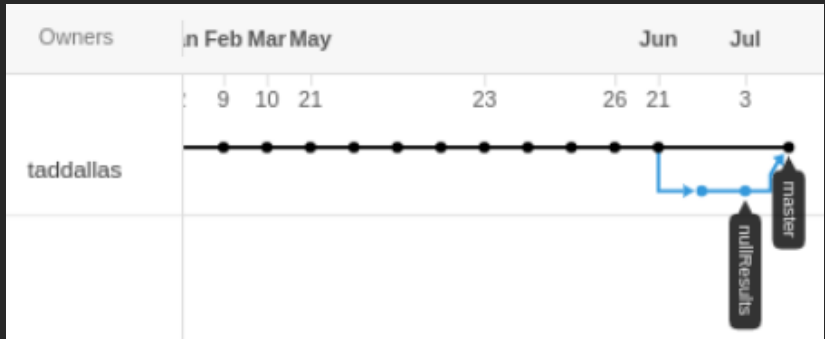 Owners
Feb Mar May Jun Jul
9 10 21 23 26 21 3
taddallas
master
nullResults